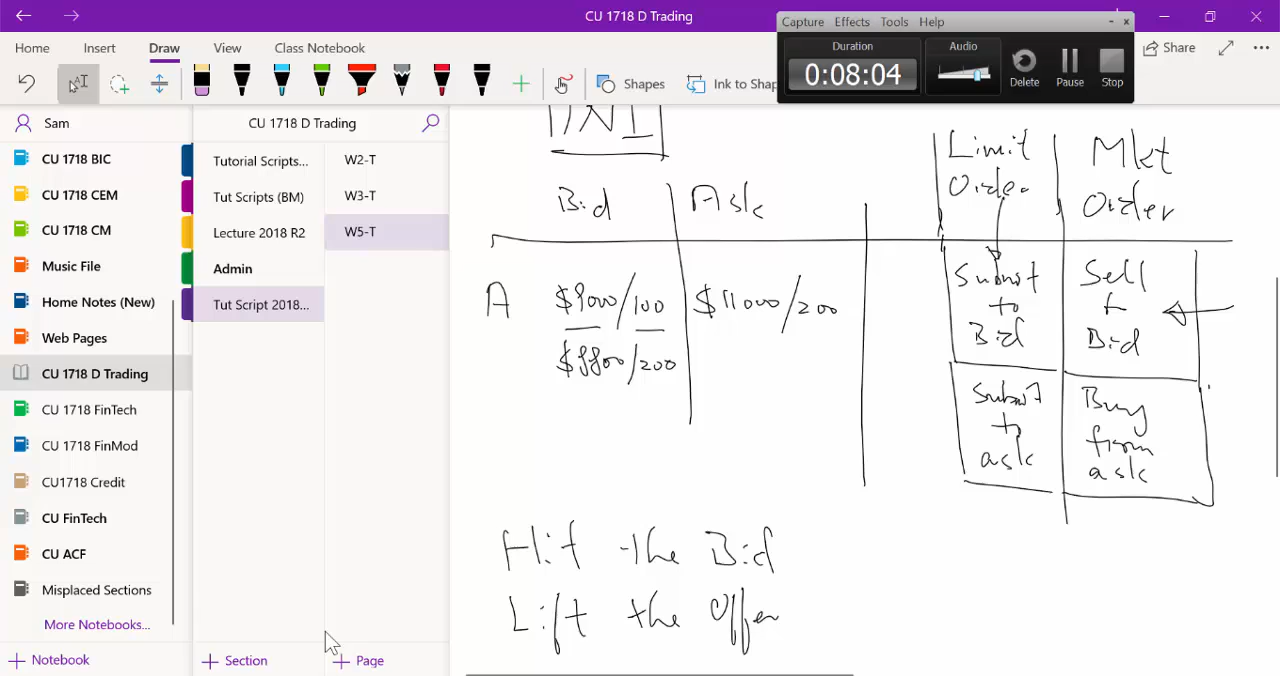 CU 1718 D Trading
Capture Effects Tools Help
Duration
0:08:04
Audio
Delete
Pause
Stop
Home Insert Draw View Class Notebook
Share
Shapes
Ink to Shap
Sam
CU 1718 BIC
CU 1718 CEM
CU 1718 CM
Music File
Home Notes (New)
Web Pages
CU 1718 D Trading
CU 1718 FinTech
CU 1718 FinMod
CU1718 Credit
CU FinTech
CU ACF
Misplaced Sections
More Notebooks...
Notebook
CU 1718 D Trading
Tutorial Scripts...
Tut Scripts (BM)
Lecture 2018 R2
Admin
Tut Script 2018...
Section
W2-T
W3-T
W5-T
Page
Bid Ask
A $9000/100 $11000/200
$8800/200
Limit
Order
Mkt
Order
Submit
to
Bid
Sell
to
Bid
Submit
to
ask
Buy
from
ask
Hit the Bid
Lift the Offer